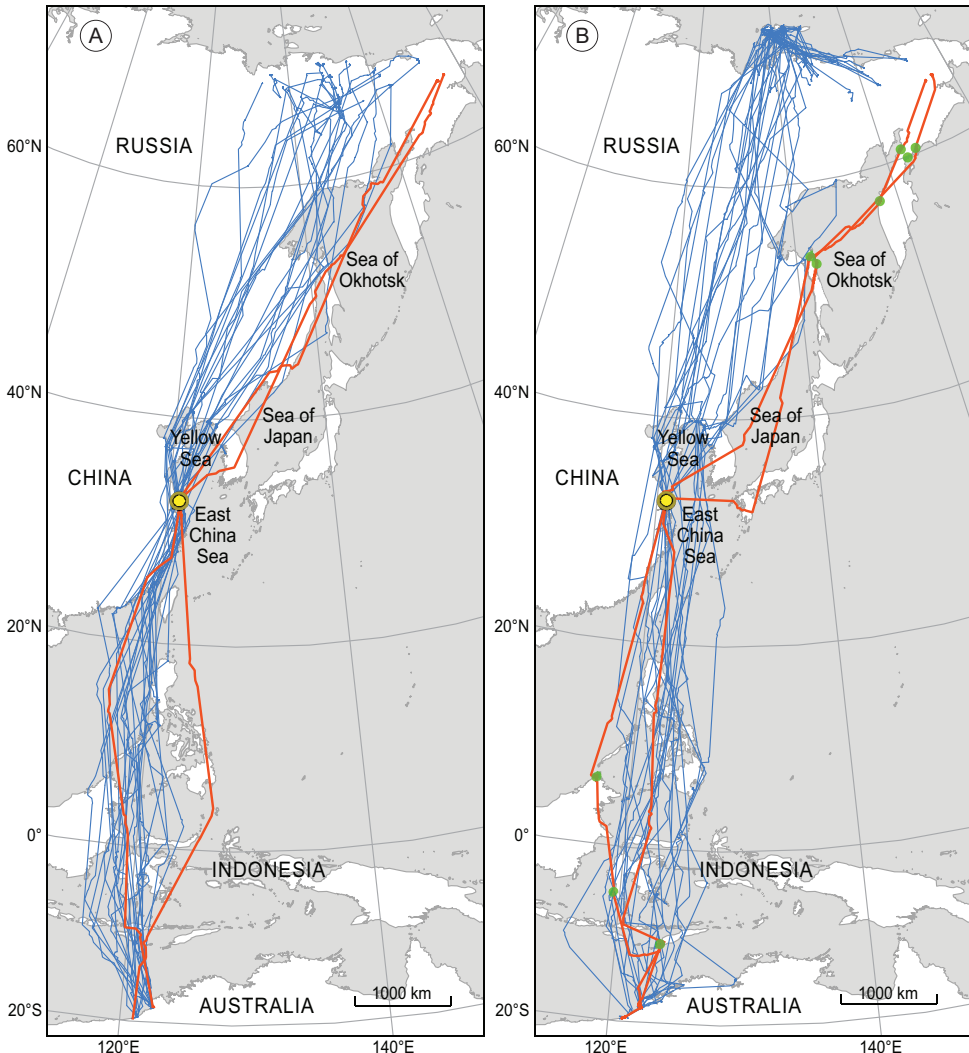 A
RUSSIA
60°N
Sea of
Okhotsk
40°N
Sea of
Japan
Yellow
Sea
CHINA
East
China
Sea
20°N
0°
INDONESIA
AUSTRALIA
1000 km
20°S
120°E
140°E
B
RUSSIA
60°N
Sea of
Okhotsk
40°N
Sea of
Japan
Yellow
Sea
CHINA
East
China
Sea
20°N
0°
INDONESIA
AUSTRALIA
1000 km
20°S
120°E
140°E